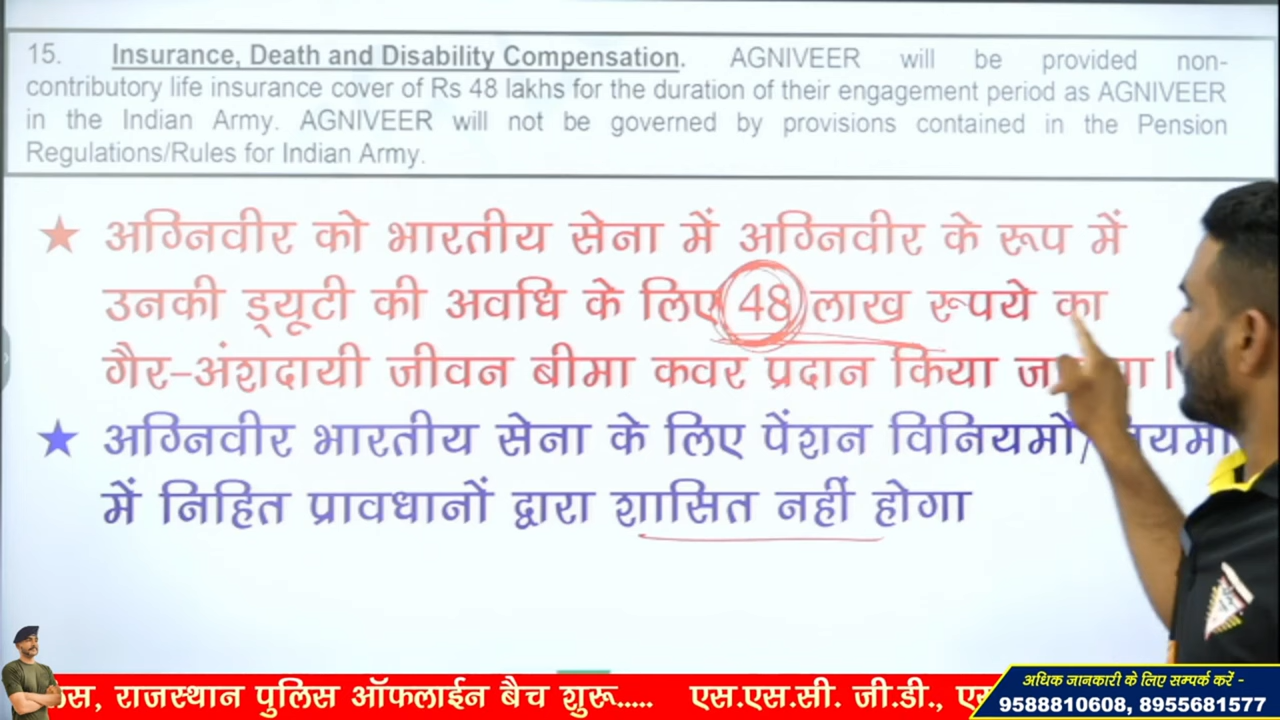 15. Insurance, Death and Disability Compensation. AGNIVEER will be provided non-
contributory life insurance cover of Rs 48 lakhs for the duration of their engagement period as AGNIVEER
in the Indian Army. AGNIVEER will not be governed by provisions contained in the Pension
Regulations/Rules for Indian Army.
★ अग्निवीर को भारतीय सेना में अग्निवीर के रूप में
उनकी ड्यूटी की अवधि के लिए 48 लाख रूपये का
गैर–अंशदायी जीवन बीमा कवर प्रदान किया
★ अग्निवीर भारतीय सेना के लिए पेंशन विनियमों/
में निहित प्रावधानों द्वारा शासित नहीं होगा
राजस्थान पुलिस ऑफलाईन बैच शुरू..... एस.एस.सी. जी.डी.,
अधिक जानकारी के लिए सम्पर्क करें -
9588810608, 8955681577